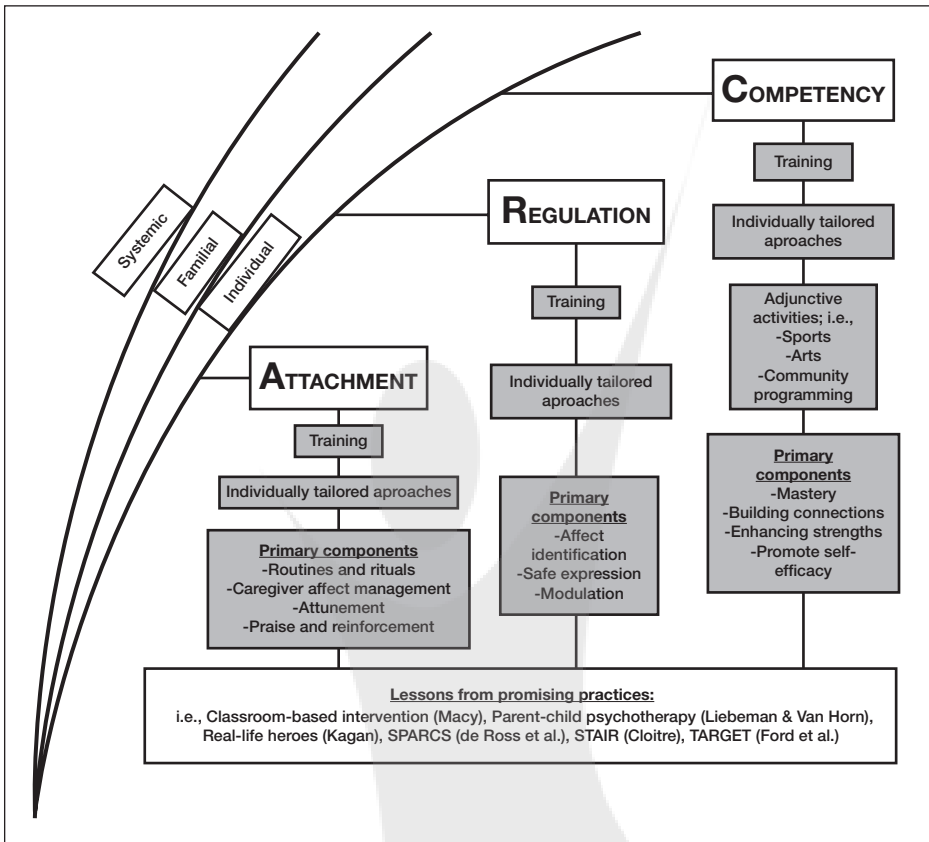 Systemic
Familial
Individual
ATTACHMENT
Training
Individually tailored aproaches
Primary components
-Routines and rituals
-Caregiver affect management
-Attunement
-Praise and reinforcement
REGULATION
Training
Individually tailored
aproaches
Primary
components
-Affect
identification
-Safe expression
-Modulation
COMPETENCY
Training
Individually tailored
aproaches
Adjunctive
activities; i.e.,
-Sports
-Arts
-Community
programming
Primary
components
-Mastery
-Building connections
-Enhancing strengths
-Promote self-
efficacy
Lessons from promising practices:
i.e., Classroom-based intervention (Macy), Parent-child psychotherapy (Liebeman & Van Horn),
Real-life heroes (Kagan), SPARCS (de Ross et al.), STAIR (Cloitre), TARGET (Ford et al.)